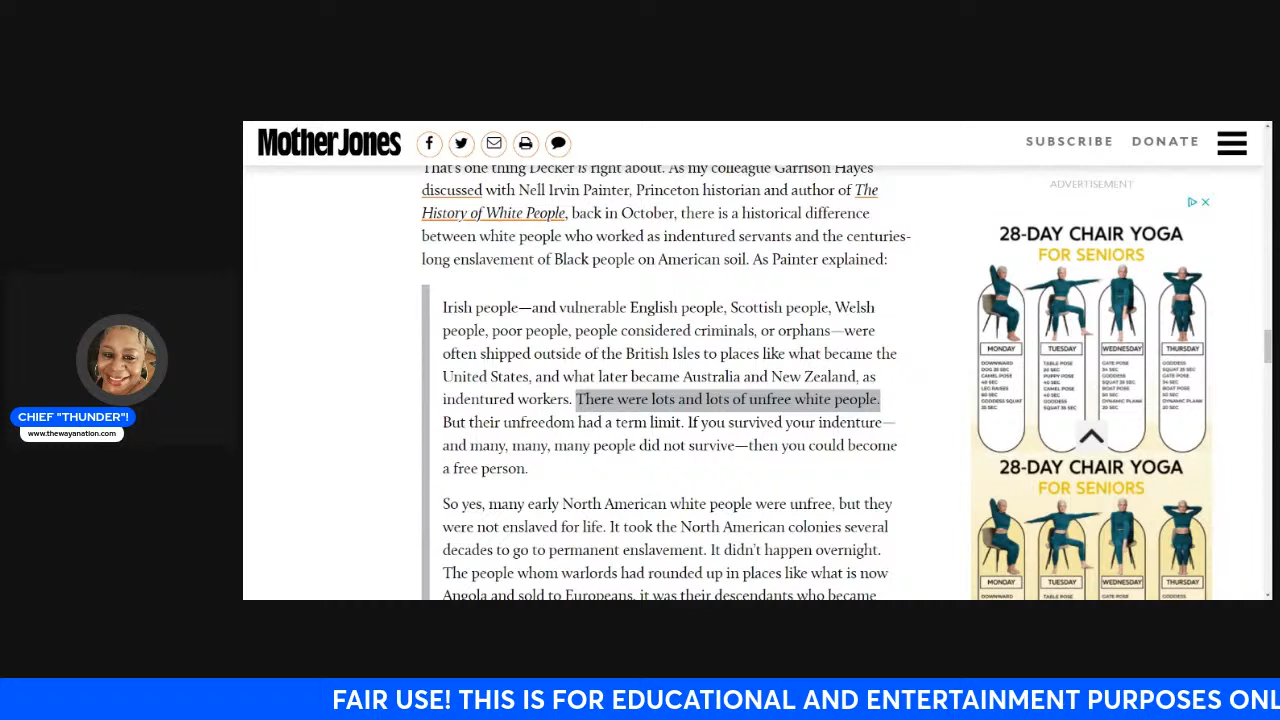 Mother Jones
SUBSCRIBE DONATE
That's one thing Decker is right about. As my colleague Garrison Hayes
discussed with Nell Irvin Painter, Princeton historian and author of The
History of White People, back in October, there is a historical difference
between white people who worked as indentured servants and the centuries-
long enslavement of Black people on American soil. As Painter explained:
Irish people—and vulnerable English people, Scottish people, Welsh
people, poor people, people considered criminals, or orphans—were
often shipped outside of the British Isles to places like what became the
United States, and what later became Australia and New Zealand, as
indentured workers. There were lots and lots of unfree white people.
But their unfreedom had a term limit. If you survived your indenture—
and many, many, many people did not survive—then you could become
a free person.
So yes, many early North American white people were unfree, but they
were not enslaved for life. It took the North American colonies several
decades to go to permanent enslavement. It didn't happen overnight.
The people whom warlords had rounded up in places like what is now
Angola and sold to Europeans, it was their descendants who became
ADVERTISEMENT
28-DAY CHAIR YOGA
FOR SENIORS
MONDAY TUESDAY WEDNESDAY THURSDAY
28-DAY CHAIR YOGA
FOR SENIORS
MONDAY TUESDAY WEDNESDAY THURSDAY
CHIEF "THUNDER"!
www.thewayanation.com
FAIR USE! THIS IS FOR EDUCATIONAL AND ENTERTAINMENT PURPOSES ONL